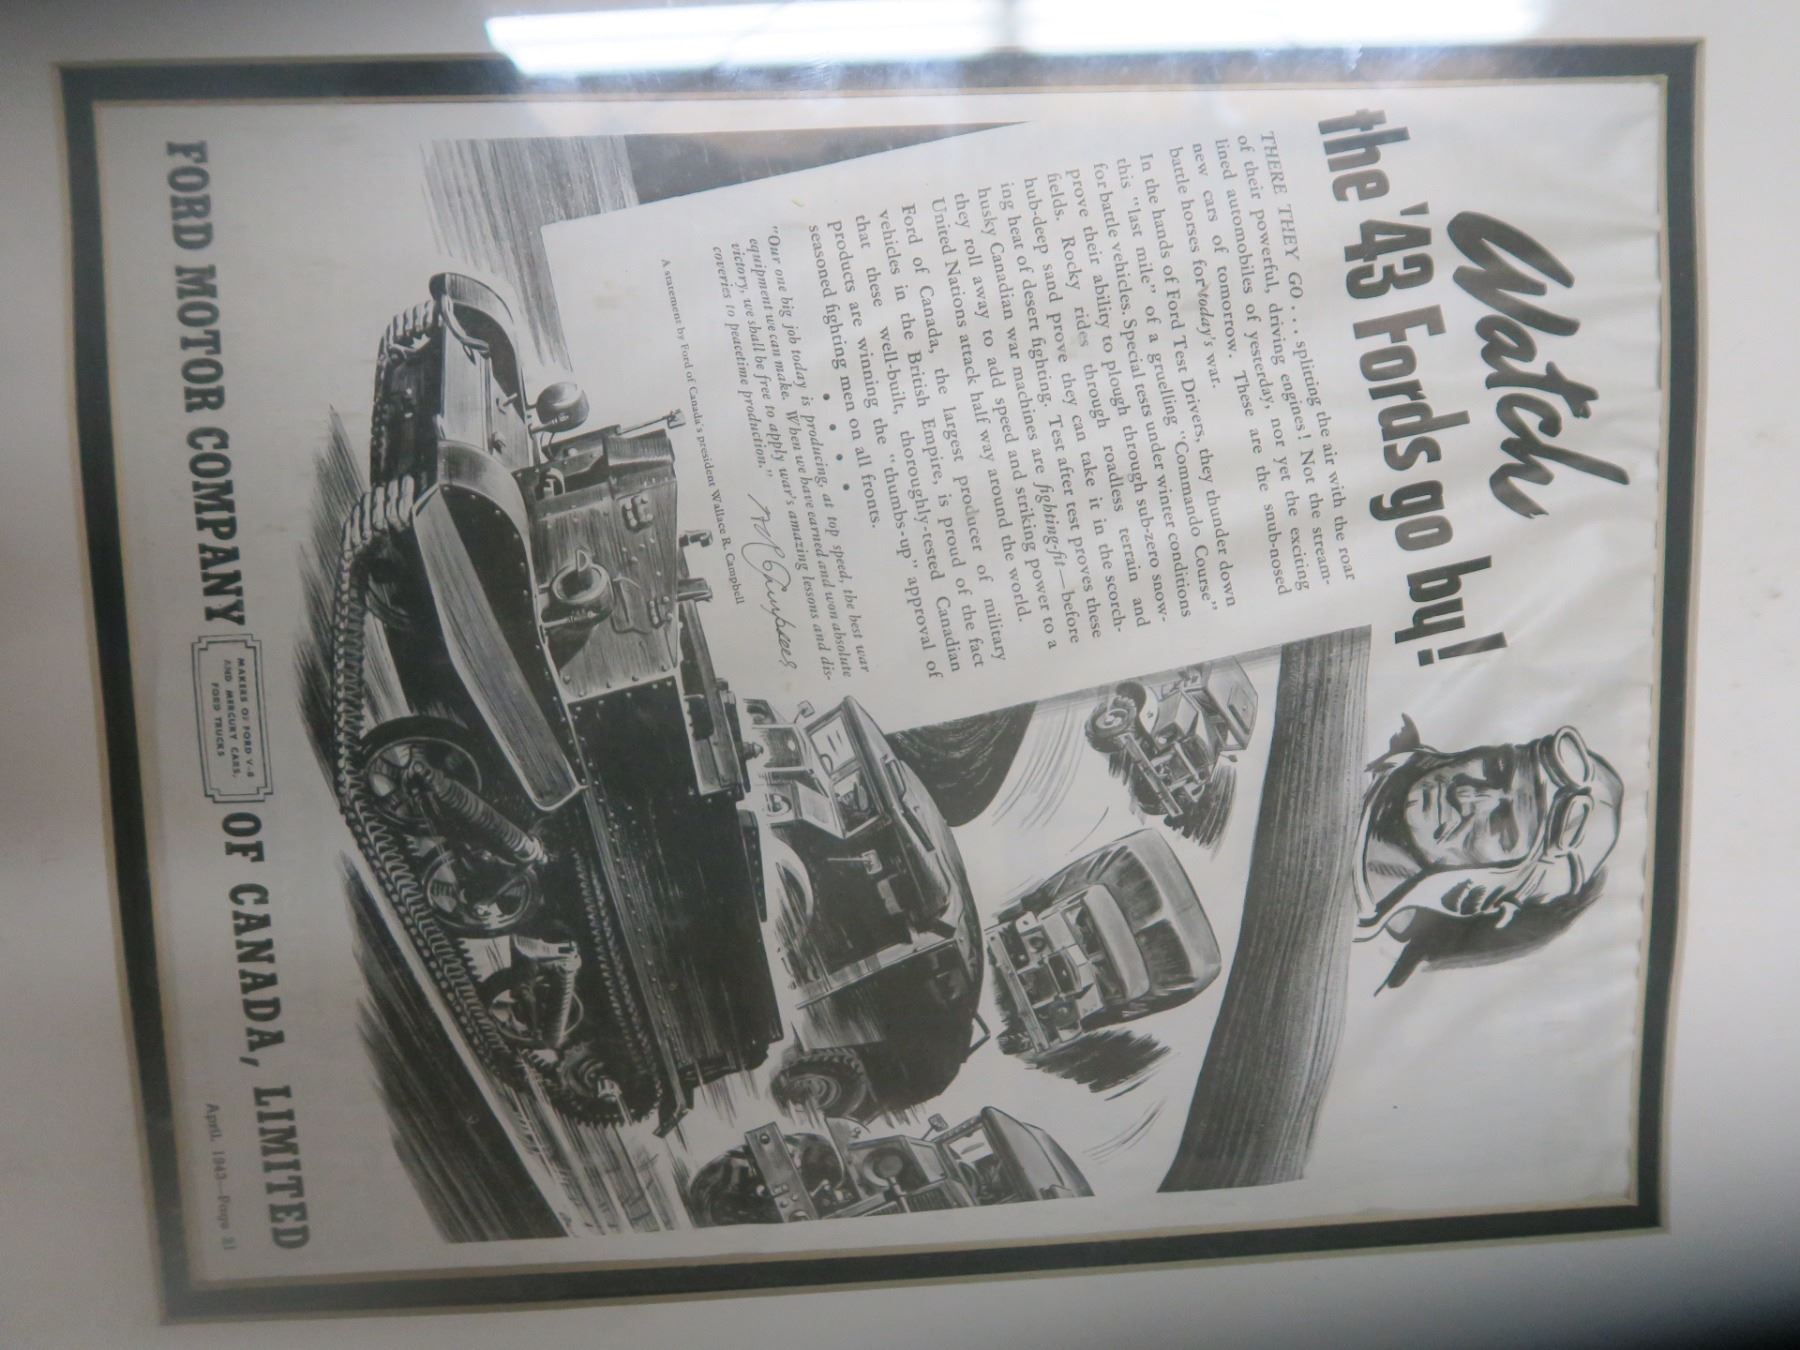 Watch
the '43 Fords go by!
THERE THEY GO... splitting the air with the roar
of their powerful, driving engines! Not the stream-
lined automobiles of yesterday, nor yet the exciting
new cars of tomorrow. These are the snub-nosed
battle horses for today's war.
In the hands of Ford Test Drivers, they thunder down
this "last mile" of a gruelling "Commando Course"
for battle vehicles. Special tests under winter conditions
prove their ability to plough through sub-zero snow-
fields. Rocky rides through roadless terrain and
hub-deep sand prove they can take it in the scorch-
ing heat of desert fighting. Test after test proves these
husky Canadian war machines are fighting-fit—before
they roll away to add speed and striking power to a
United Nations attack half way around the world.
Ford of Canada, the largest producer of military
vehicles in the British Empire, is proud of the fact
that these well-built, thoroughly-tested Canadian
products are winning the "thumbs-up" approval of
seasoned fighting men on all fronts.
"Our one big job today is producing, at top speed, the best war
equipment we can make. When we have earned and won absolute
victory, we shall be free to apply war's amazing lessons and dis-
coveries to peacetime production."
W R Campbell
A statement by Ford of Canada's president Wallace R. Campbell
FORD MOTOR COMPANY OF CANADA, LIMITED
MAKERS OF FORD V-8
AND MERCURY CARS,
FORD TRUCKS
April, 1943—Page 21